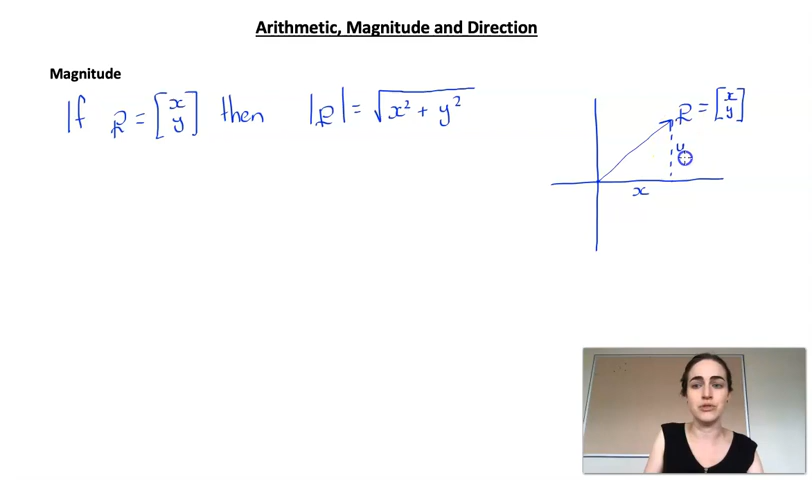 Arithmetic, Magnitude and Direction
Magnitude
If R = [x y] then |R| = √x² + y²
R = [x y]
y
x